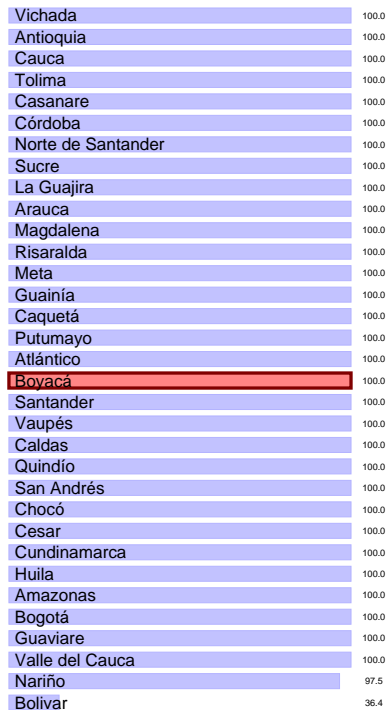 Vichada 100.0
Antioquia 100.0
Cauca 100.0
Tolima 100.0
Casanare 100.0
Córdoba 100.0
Norte de Santander 100.0
Sucre 100.0
La Guajira 100.0
Arauca 100.0
Magdalena 100.0
Risaralda 100.0
Meta 100.0
Guainía 100.0
Caquetá 100.0
Putumayo 100.0
Atlántico 100.0
Boyacá 100.0
Santander 100.0
Vaupés 100.0
Caldas 100.0
Quindío 100.0
San Andrés 100.0
Chocó 100.0
Cesar 100.0
Cundinamarca 100.0
Huila 100.0
Amazonas 100.0
Bogotá 100.0
Guaviare 100.0
Valle del Cauca 100.0
Nariño 97.5
Bolivar 36.4